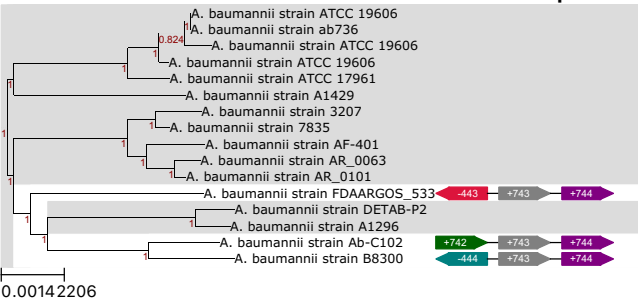 A. baumannii strain ATCC 19606
1
A. baumannii strain ab736
0.824
A. baumannii strain ATCC 19606
1
A. baumannii strain ATCC 19606
1
A. baumannii strain ATCC 17961
1
A. baumannii strain A1429
A. baumannii strain 3207
1
A. baumannii strain 7835
1
A. baumannii strain AF-401
1
A. baumannii strain AR_0063
1
A. baumannii strain AR_0101
1
A. baumannii strain FDAARGOS_533 -443 +743 +744
A. baumannii strain DETAB-P2
1
1
A. baumannii strain A1296
1
A. baumannii strain Ab-C102 +742 +743 +744
1
A. baumannii strain B8300 -444 +743 +744
0.00142206